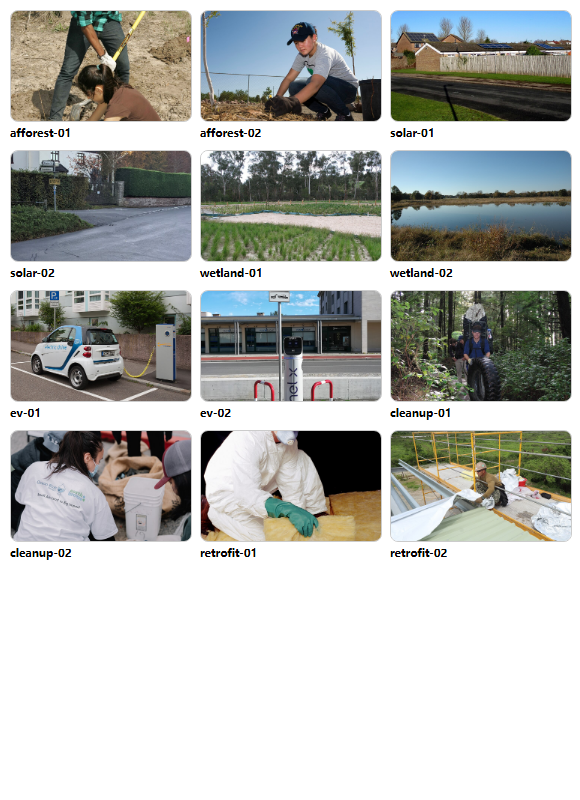 afforest-01
afforest-02
solar-01
solar-02
wetland-01
wetland-02
P
ev-01
nel x
ev-02
cleanup-01
cleanup-02
retrofit-01
retrofit-02